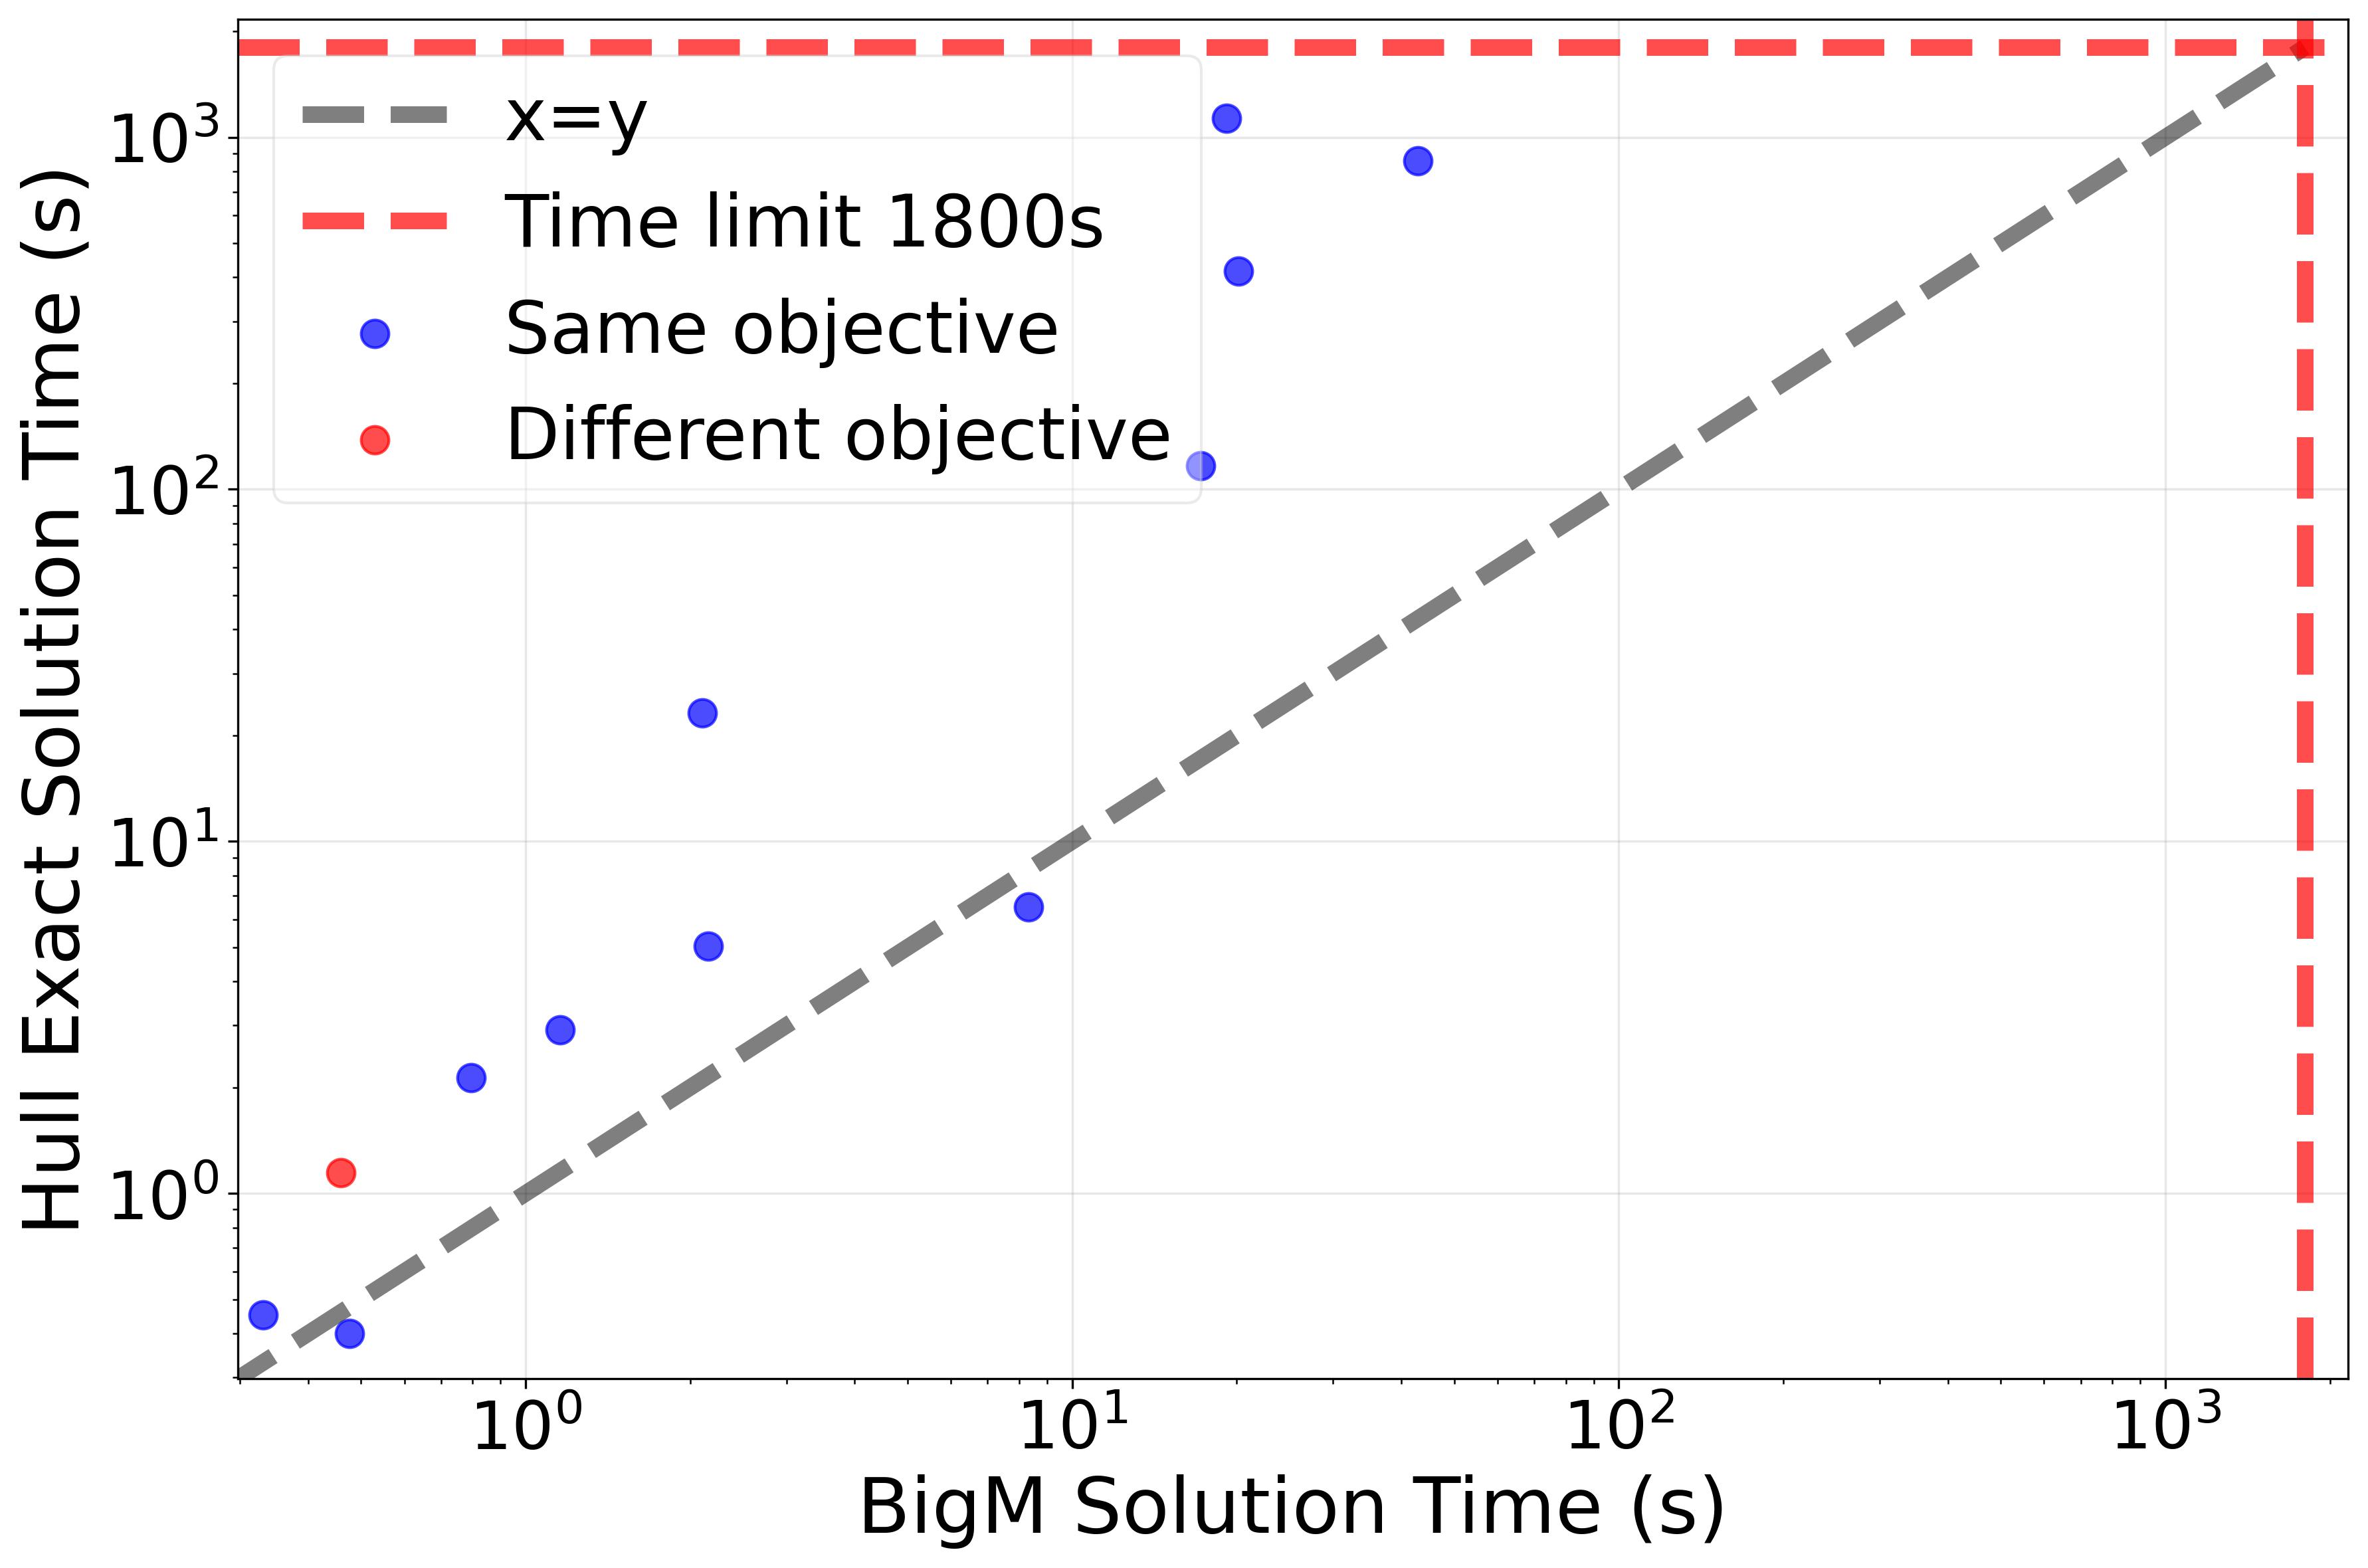 Hull Exact Solution Time (s)
10³
10²
10¹
10⁰
x=y
Time limit 1800s
Same objective
Different objective
10⁰ 10¹ 10² 10³
BigM Solution Time (s)